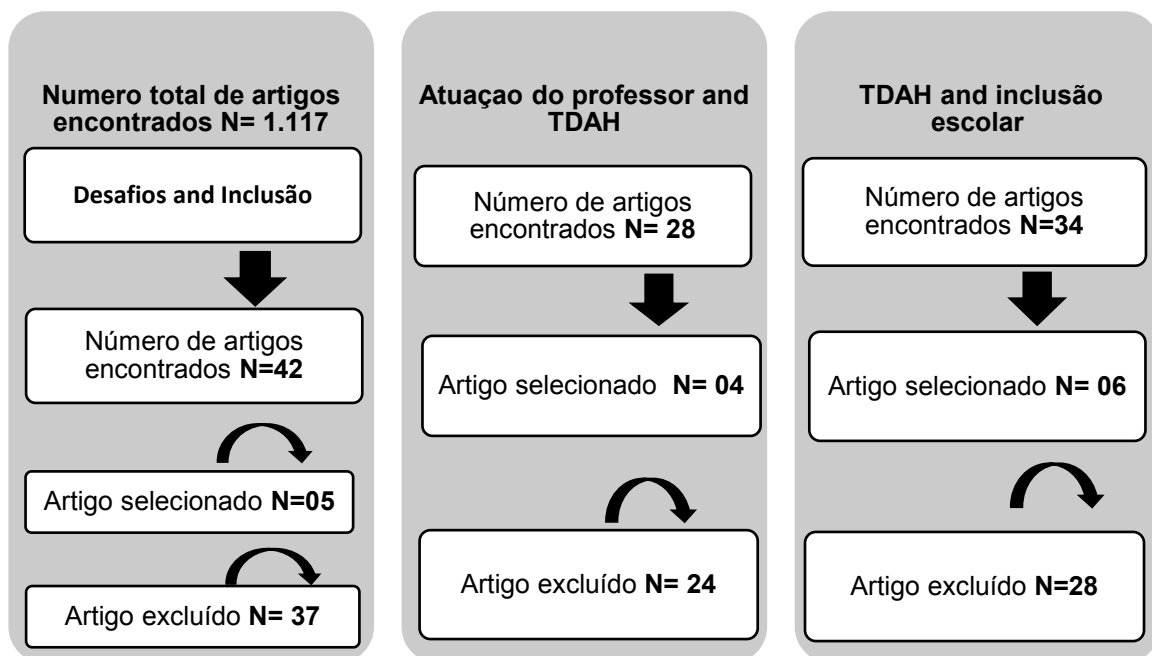 Numero total de artigos
encontrados N= 1.117
Desafios and Inclusão
Número de artigos
encontrados N=42
Artigo selecionado N=05
Artigo excluído N= 37
Atuaçao do professor and
TDAH
Número de artigos
encontrados N= 28
Artigo selecionado  N= 04
Artigo excluído N= 24
TDAH and inclusão
escolar
Número de artigos
encontrados N=34
Artigo selecionado N= 06
Artigo excluído N=28